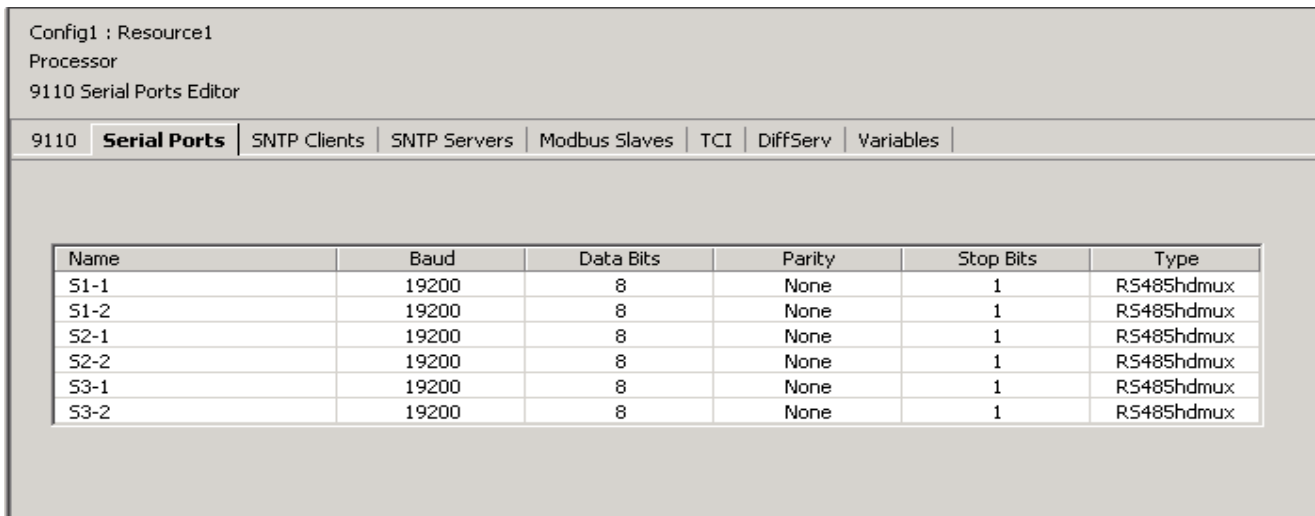 Config1 : Resource1
Processor
9110 Serial Ports Editor
9110 Serial Ports SNTP Clients SNTP Servers Modbus Slaves TCI DiffServ Variables
Name Baud Data Bits Parity Stop Bits Type
S1-1 19200 8 None 1 RS485hdmux
S1-2 19200 8 None 1 RS485hdmux
S2-1 19200 8 None 1 RS485hdmux
S2-2 19200 8 None 1 RS485hdmux
S3-1 19200 8 None 1 RS485hdmux
S3-2 19200 8 None 1 RS485hdmux